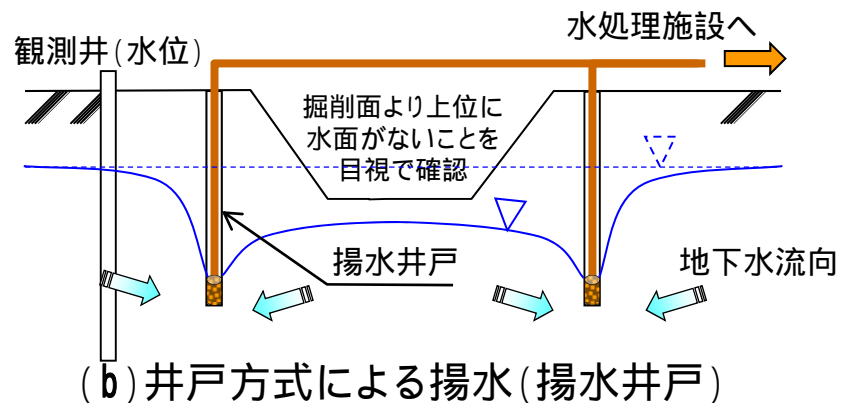 水処理施設へ
観測井(水位)
掘削面より上位に
水面がないことを
目視で確認
揚水井戸
地下水流向
(b)井戸方式による揚水(揚水井戸)